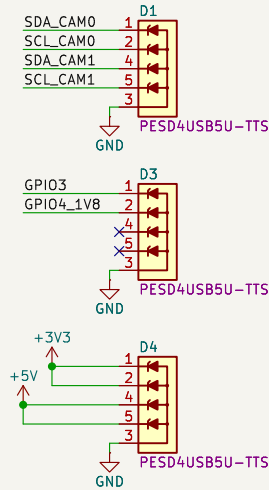 D1
SDA_CAM0 1
SCL_CAM0 2
SDA_CAM1 4
SCL_CAM1 5
3
PESD4USB5U-TTS
GND
D3
GPIO3 1
GPIO4_1V8 2
4
5
3
PESD4USB5U-TTS
GND
D4
+3V3
1
+5V
2
4
5
3
PESD4USB5U-TTS
GND